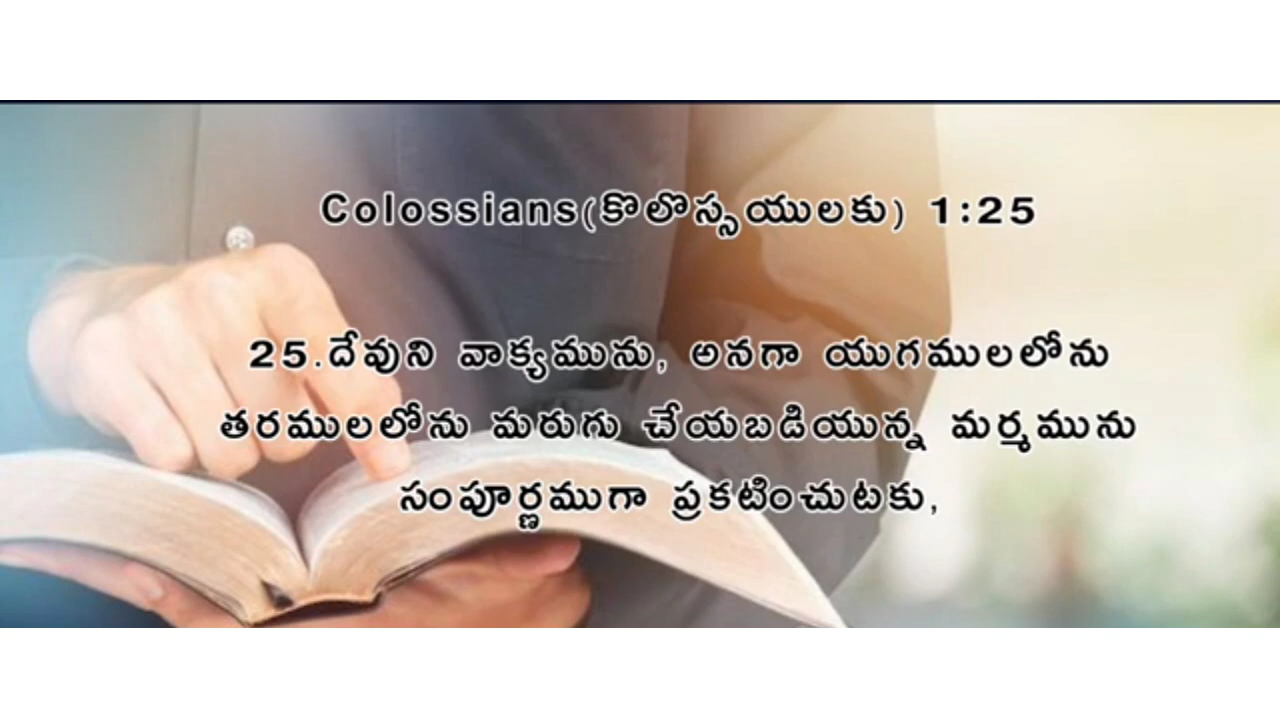 Colossians(కొలొస్సయులకు) 1:25
25.దేవుని వాక్యమును, అనగా యుగములలోను
తరములలోను మరుగు చేయబడియున్న మర్మమును
సంపూర్ణముగా ప్రకటించుటకు,